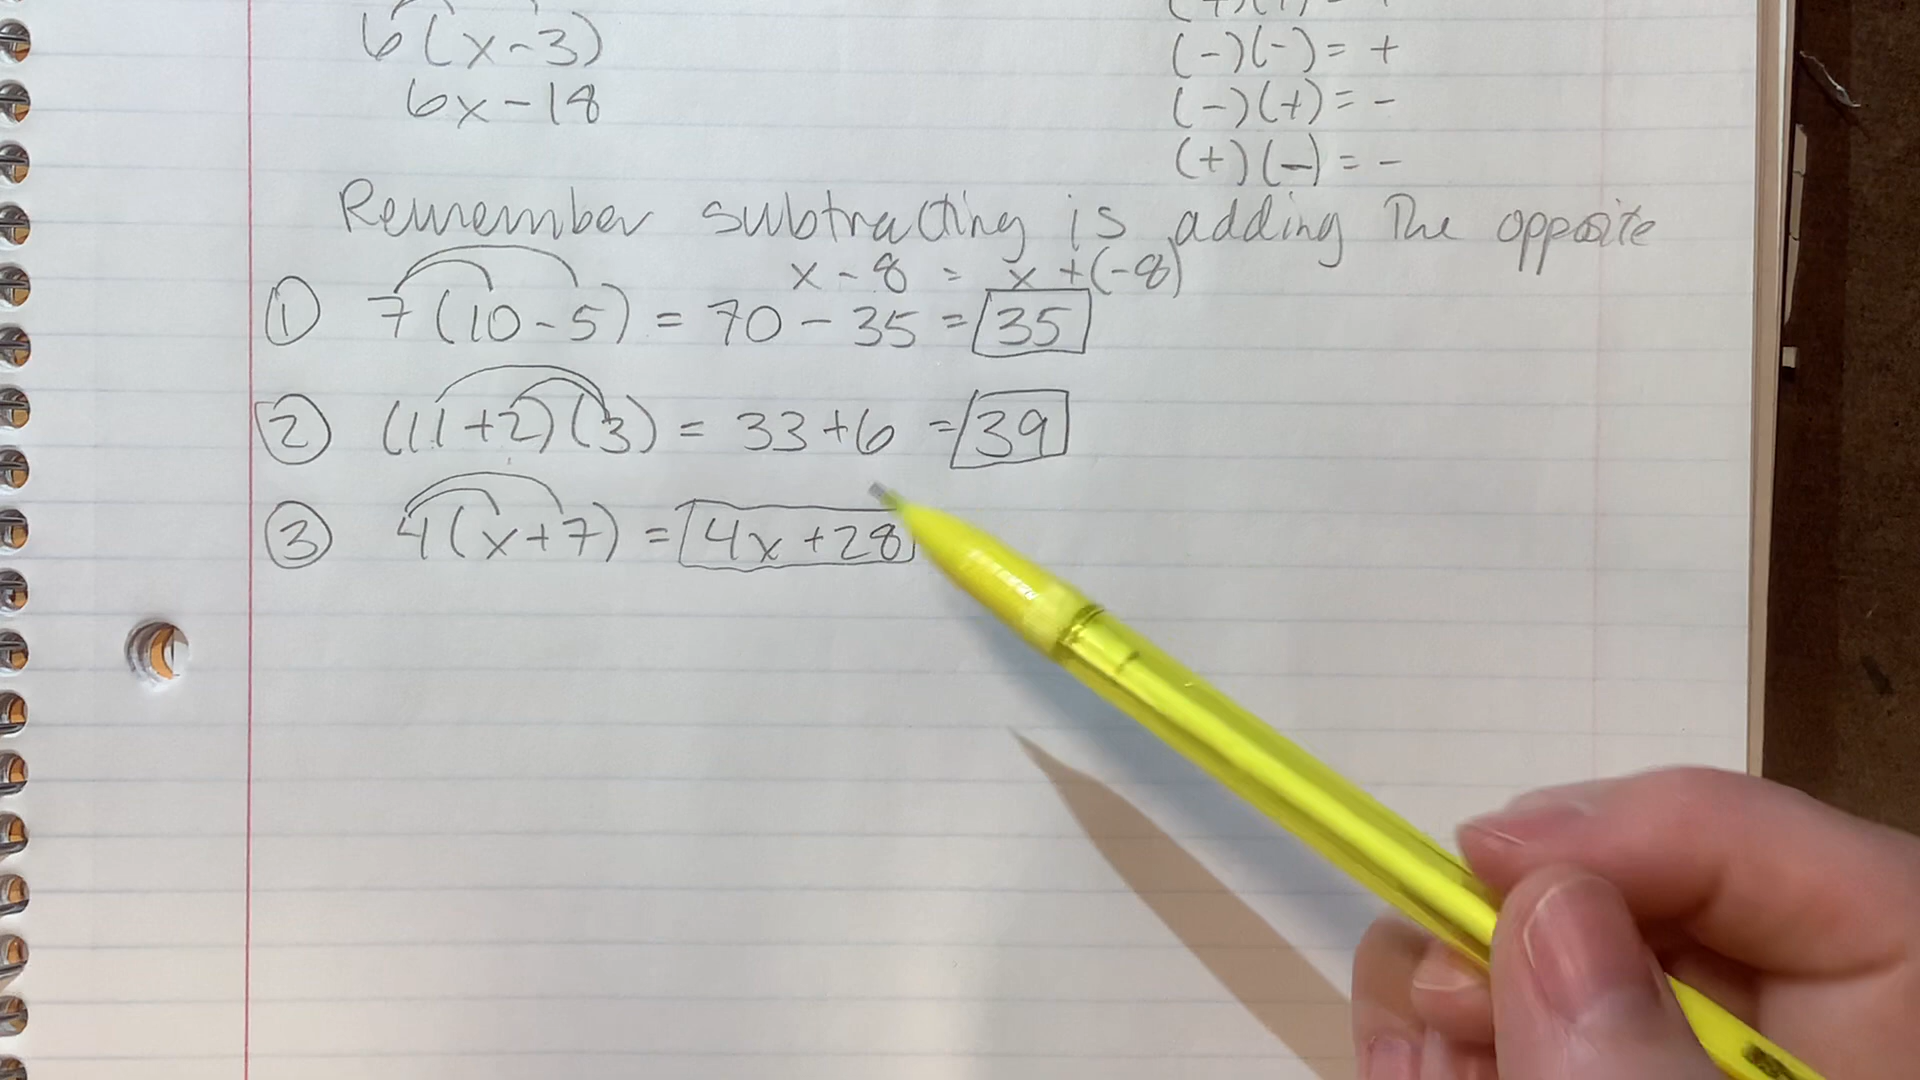 6(x-3)
6x-18
(-)(-) = +
(-)(+) = -
(+)(-) = -
Remember subtracting is adding the opposite
x - 8 = x + (-8)
① 7(10-5) = 70 - 35 = 35
② (11+2)(3) = 33+6 = 39
③ 4(x+7) = 4x+28